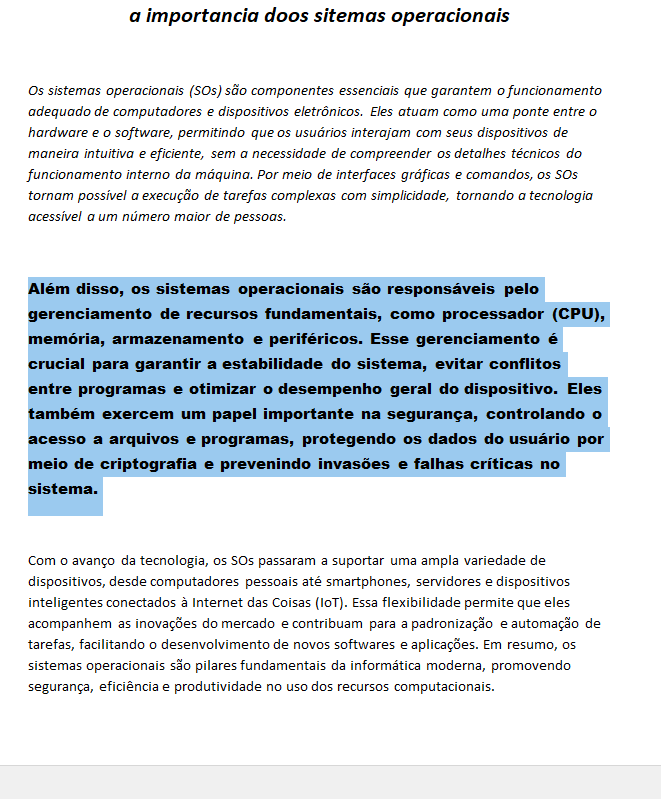 a importancia doos sitemas operacionais
Os sistemas operacionais (SOs) são componentes essenciais que garantem o funcionamento
adequado de computadores e dispositivos eletrônicos. Eles atuam como uma ponte entre o
hardware e o software, permitindo que os usuários interajam com seus dispositivos de
maneira intuitiva e eficiente, sem a necessidade de compreender os detalhes técnicos do
funcionamento interno da máquina. Por meio de interfaces gráficas e comandos, os SOs
tornam possível a execução de tarefas complexas com simplicidade, tornando a tecnologia
acessível a um número maior de pessoas.
Além disso, os sistemas operacionais são responsáveis pelo
gerenciamento de recursos fundamentais, como processador (CPU),
memória, armazenamento e periféricos. Esse gerenciamento é
crucial para garantir a estabilidade do sistema, evitar conflitos
entre programas e otimizar o desempenho geral do dispositivo. Eles
também exercem um papel importante na segurança, controlando o
acesso a arquivos e programas, protegendo os dados do usuário por
meio de criptografia e prevenindo invasões e falhas críticas no
sistema.
Com o avanço da tecnologia, os SOs passaram a suportar uma ampla variedade de
dispositivos, desde computadores pessoais até smartphones, servidores e dispositivos
inteligentes conectados à Internet das Coisas (IoT). Essa flexibilidade permite que eles
acompanhem as inovações do mercado e contribuam para a padronização e automação de
tarefas, facilitando o desenvolvimento de novos softwares e aplicações. Em resumo, os
sistemas operacionais são pilares fundamentais da informática moderna, promovendo
segurança, eficiência e produtividade no uso dos recursos computacionais.